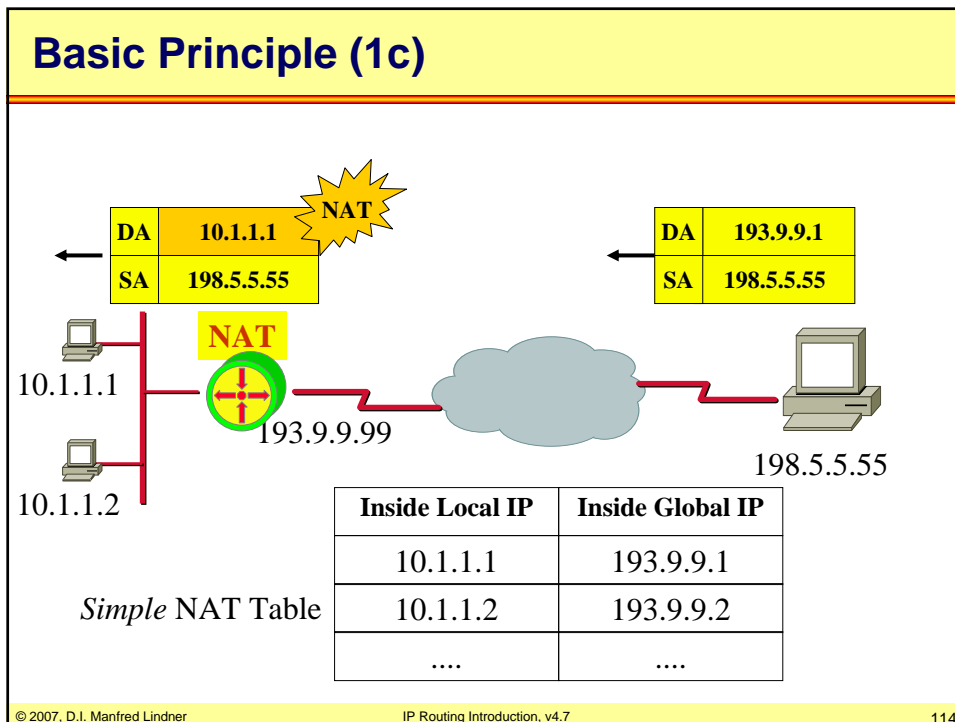 Basic Principle (1c)
NAT
DA 10.1.1.1
SA 198.5.5.55
DA 193.9.9.1
SA 198.5.5.55
NAT
10.1.1.1
193.9.9.99
198.5.5.55
10.1.1.2
Inside Local IP Inside Global IP
10.1.1.1 193.9.9.1
Simple NAT Table
10.1.1.2 193.9.9.2
.... ....
© 2007, D.I. Manfred Lindner IP Routing Introduction, v4.7 114